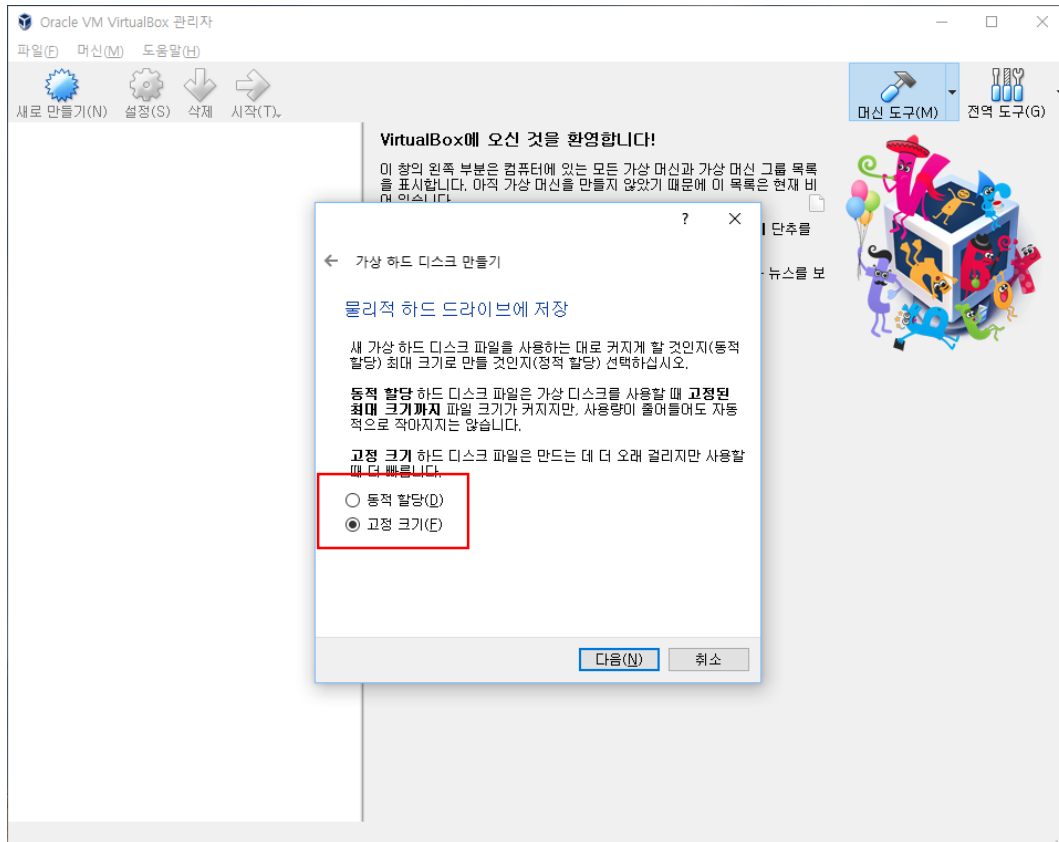 Oracle VM VirtualBox 관리자
파일(F) 머신(M) 도움말(H)
새로 만들기(N) 설정(S) 삭제 시작(T)
머신 도구(M) 전역 도구(G)
VirtualBox에 오신 것을 환영합니다!
이 창의 왼쪽 부분은 컴퓨터에 있는 모든 가상 머신과 가상 머신 그룹 목록
을 표시합니다. 아직 가상 머신을 만들지 않았기 때문에 이 목록은 현재 비
어 있습니다.
단추를
뉴스를 보
? ×
← 가상 하드 디스크 만들기
물리적 하드 드라이브에 저장
새 가상 하드 디스크 파일을 사용하는 대로 커지게 할 것인지(동적
할당) 최대 크기로 만들 것인지(정적 할당) 선택하십시오.
동적 할당 하드 디스크 파일은 가상 디스크를 사용할 때 고정된
최대 크기까지 파일 크기가 커지지만, 사용량이 줄어들어도 자동
적으로 작아지지는 않습니다.
고정 크기 하드 디스크 파일은 만드는 데 더 오래 걸리지만 사용할
때 더 빠릅니다.
동적 할당(D)
고정 크기(F)
다음(N) 취소